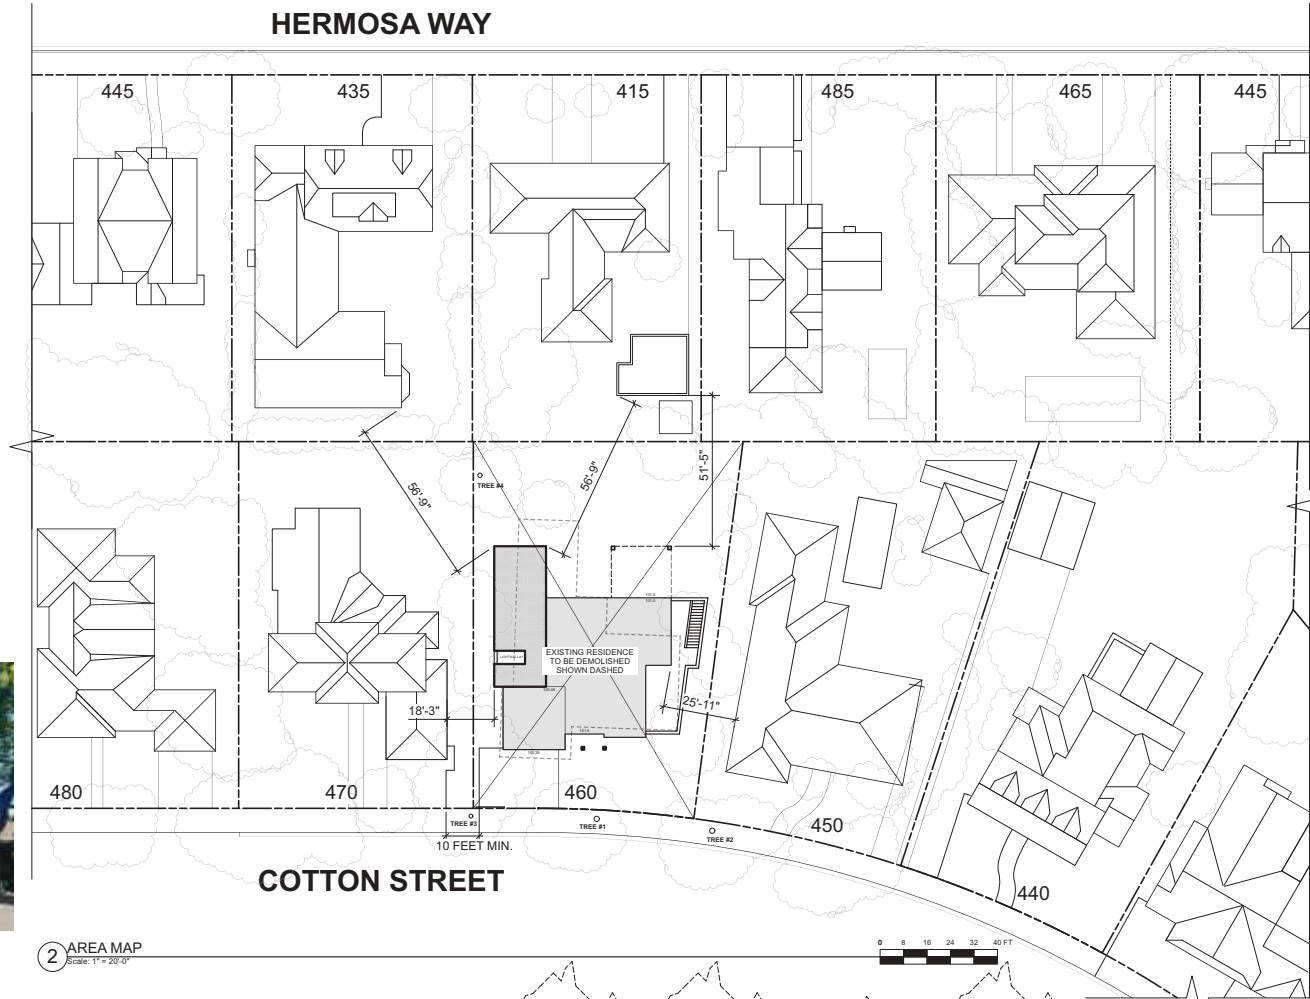 HERMOSA WAY
445
435
415
485
465
445
56'-9"
56'-9"
51'-5"
TREE #4
EXISTING RESIDENCE
TO BE DEMOLISHED
SHOWN DASHED
18'-3"
25'-11"
480
470
460
450
440
TREE #3
TREE #1
TREE #2
10 FEET MIN.
COTTON STREET
2
AREA MAP
Scale: 1" = 20'-0"
0 8 16 24 32 40 FT